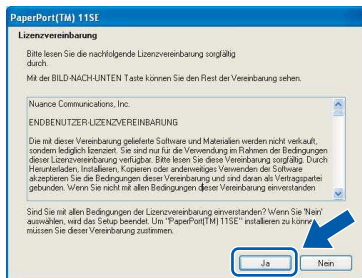 PaperPort(TM) 11SE
Lizenzvereinbarung
Bitte lesen Sie die nachfolgende Lizenzvereinbarung sorgfältig
durch.
Mit der BILD-NACH-UNTEN Taste können Sie den Rest der Vereinbarung sehen.
Nuance Communications, Inc.
ENDBENUTZER-LIZENZVEREINBARUNG
Die mit dieser Vereinbarung gelieferte Software und Materialien werden nicht verkauft,
sondern lediglich lizenziert. Sie sind nur für die Verwendung im Rahmen der Bedingungen
dieser Lizenzvereinbarung verfügbar. Bitte lesen Sie diese Vereinbarung sorgfältig. Durch
Herunterladen, Installieren, Kopieren oder anderweitiges Verwenden der Software
akzeptieren Sie die Bedingungen dieser Vereinbarung und sind daran als Vertragspartei
gebunden. Wenn Sie nicht mit allen Bedingungen dieser Vereinbarung einverstanden
Sind Sie mit allen Bedingungen der Lizenzvereinbarung einverstanden? Wenn Sie 'Nein'
auswählen, wird das Setup beendet. Um "PaperPort(TM) 11SE" installieren zu können
müssen Sie dieser Vereinbarung zustimmen.
Ja
Nein